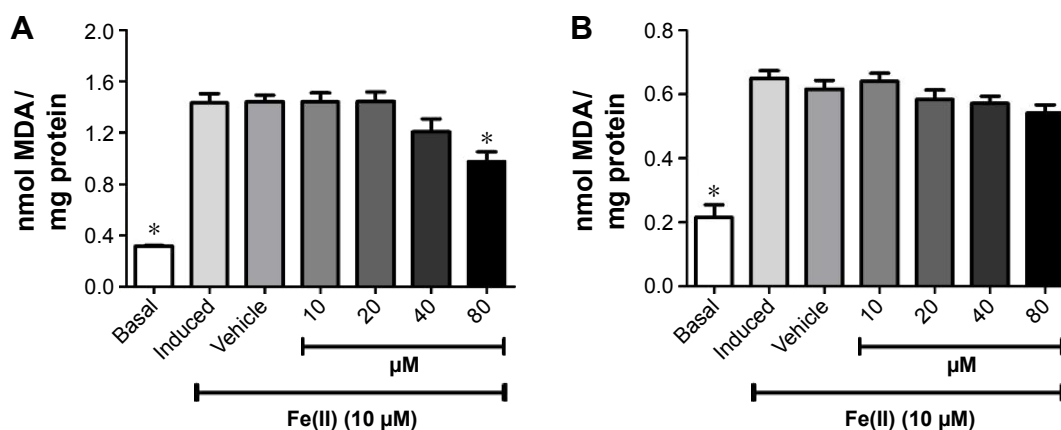 A
nmol MDA/
mg protein
2.0
1.6
1.2
0.8
0.4
0.0
*
*
Basal
Induced
Vehicle
10
20
40
80
µM
Fe(II) (10 µM)
B
nmol MDA/
mg protein
0.8
0.6
0.4
0.2
0.0
*
Basal
Induced
Vehicle
10
20
40
80
µM
Fe(II) (10 µM)